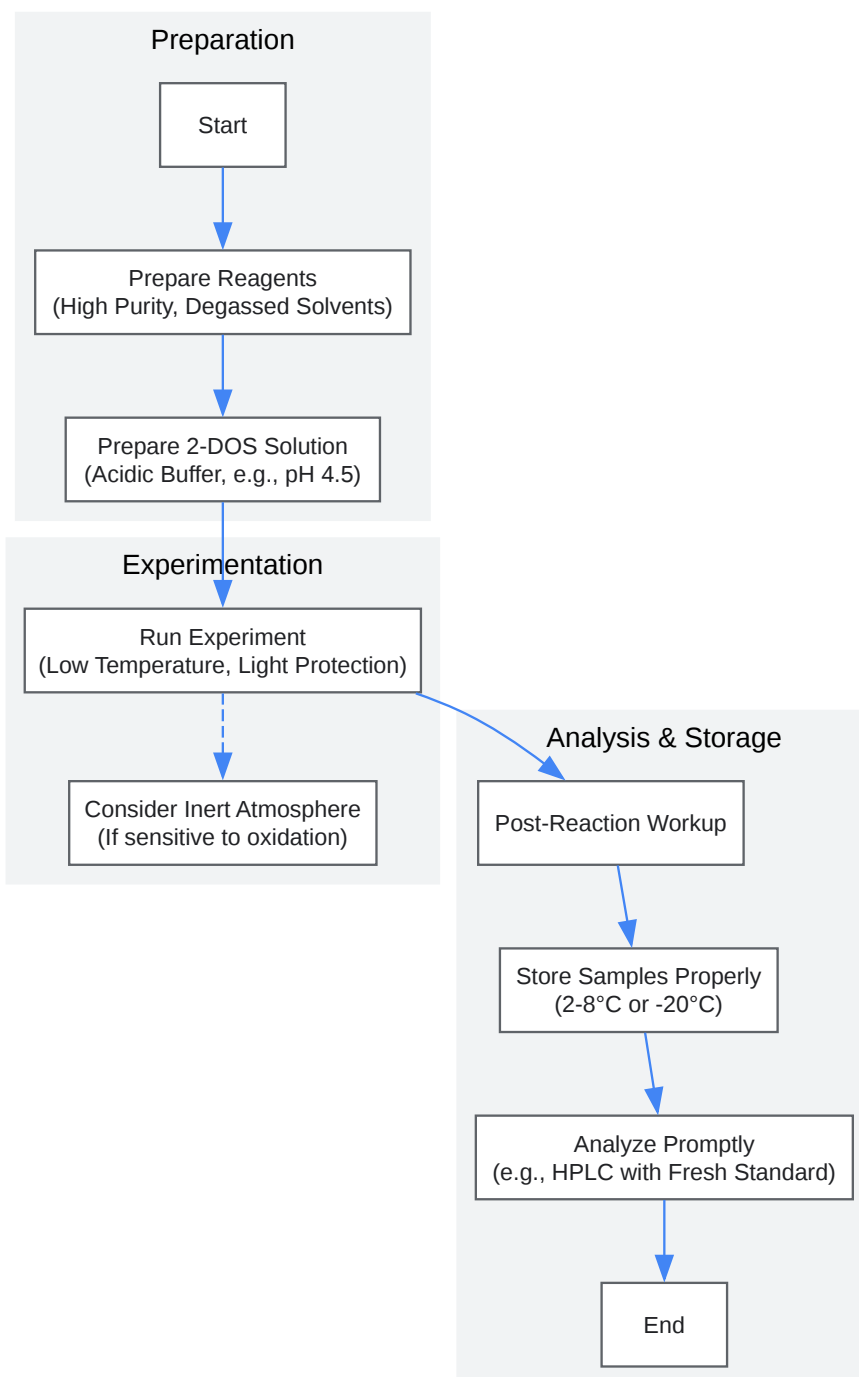 Preparation
Start
Prepare Reagents
(High Purity, Degassed Solvents)
Prepare 2-DOS Solution
(Acidic Buffer, e.g., pH 4.5)
Experimentation
Run Experiment
(Low Temperature, Light Protection)
Consider Inert Atmosphere
(If sensitive to oxidation)
Analysis & Storage
Post-Reaction Workup
Store Samples Properly
(2-8°C or -20°C)
Analyze Promptly
(e.g., HPLC with Fresh Standard)
End